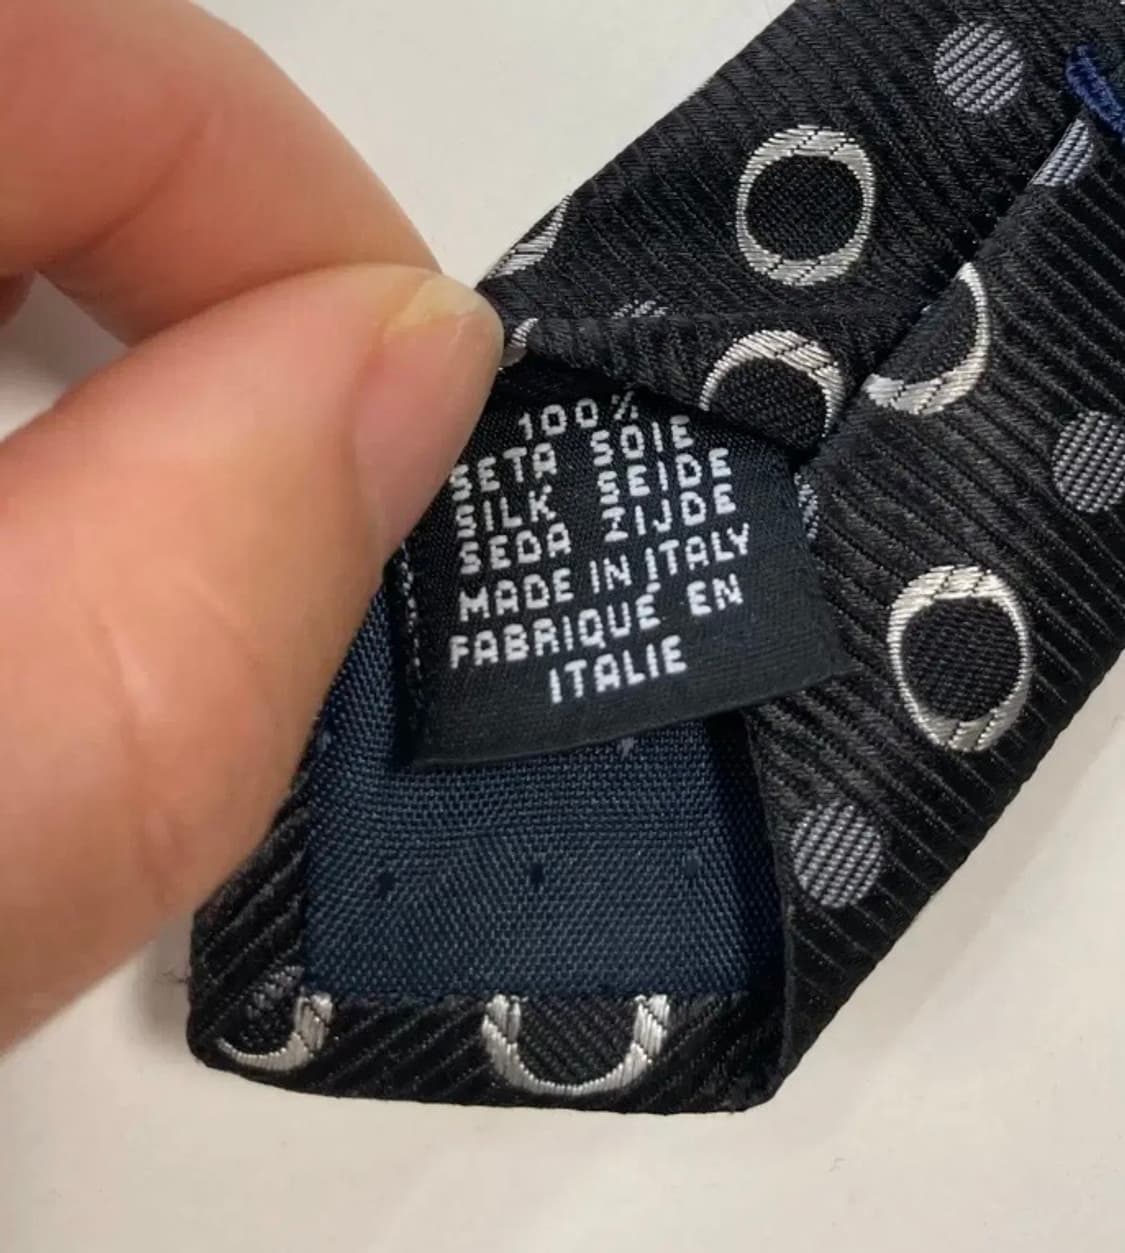 100%
SETA SOIE
SILK SEIDE
SEDA ZIJDE
MADE IN ITALY
FABRIQUÉ EN
ITALIE